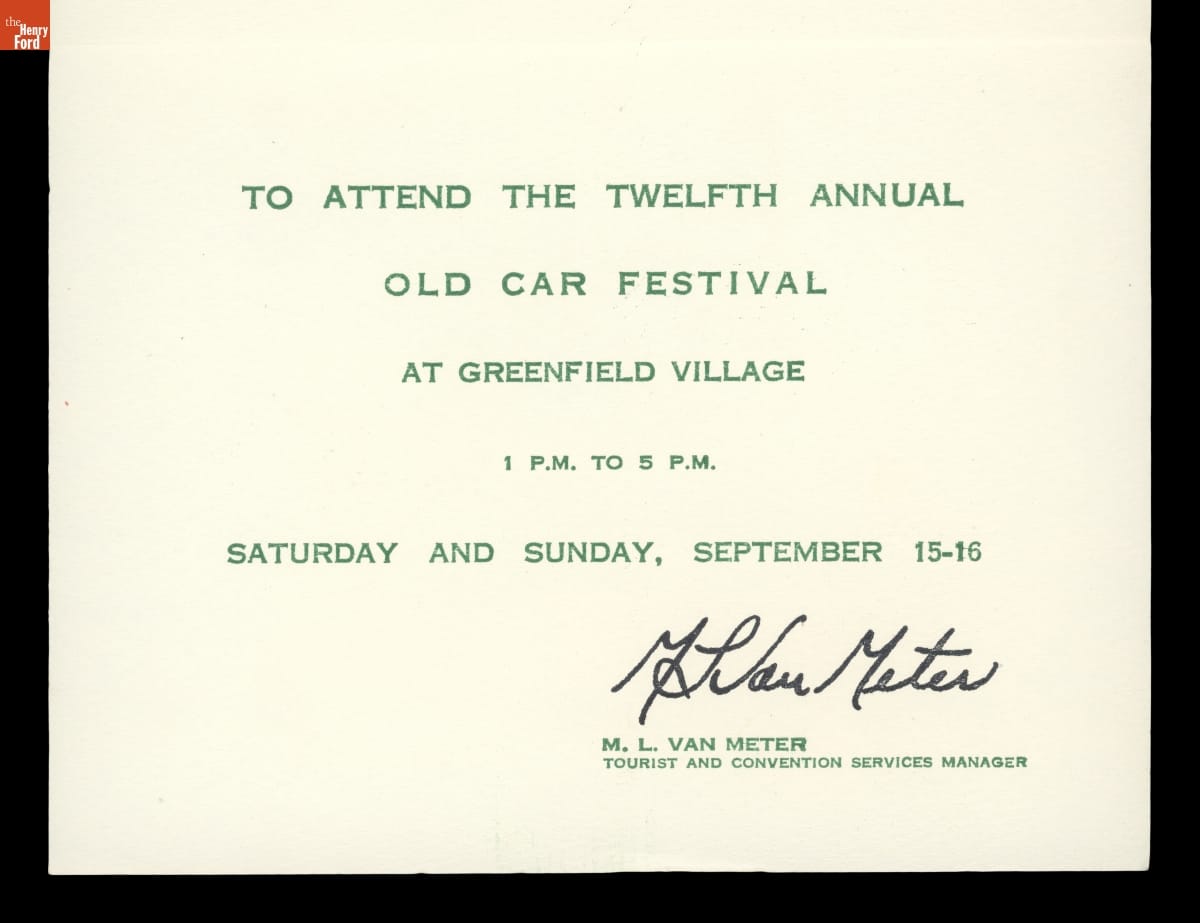 the
Henry
Ford
TO ATTEND THE TWELFTH ANNUAL
OLD CAR FESTIVAL
AT GREENFIELD VILLAGE
1 P.M. TO 5 P.M.
SATURDAY AND SUNDAY, SEPTEMBER 15-16
M L Van Meter
M. L. VAN METER
TOURIST AND CONVENTION SERVICES MANAGER